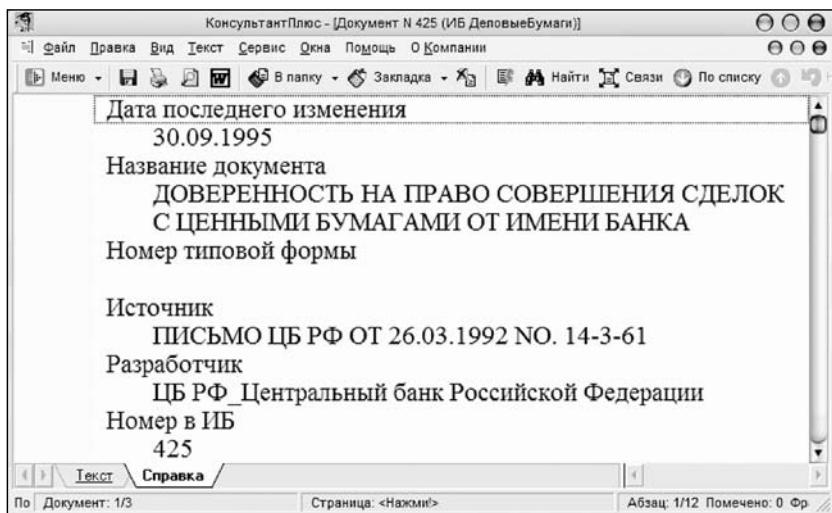 КонсультантПлюс - [Документ N 425 (ИБ ДеловыеБумаги)]
Файл Правка Вид Текст Сервис Окна Помощь О Компании
Меню В папку Закладка Найти Связи По списку
Дата последнего изменения
30.09.1995
Название документа
ДОВЕРЕННОСТЬ НА ПРАВО СОВЕРШЕНИЯ СДЕЛОК
С ЦЕННЫМИ БУМАГАМИ ОТ ИМЕНИ БАНКА
Номер типовой формы
Источник
ПИСЬМО ЦБ РФ ОТ 26.03.1992 NO. 14-3-61
Разработчик
ЦБ РФ_Центральный банк Российской Федерации
Номер в ИБ
425
Текст Справка
По Документ: 1/3 Страница: <Нажми!> Абзац: 1/12 Помечено: 0 Фр